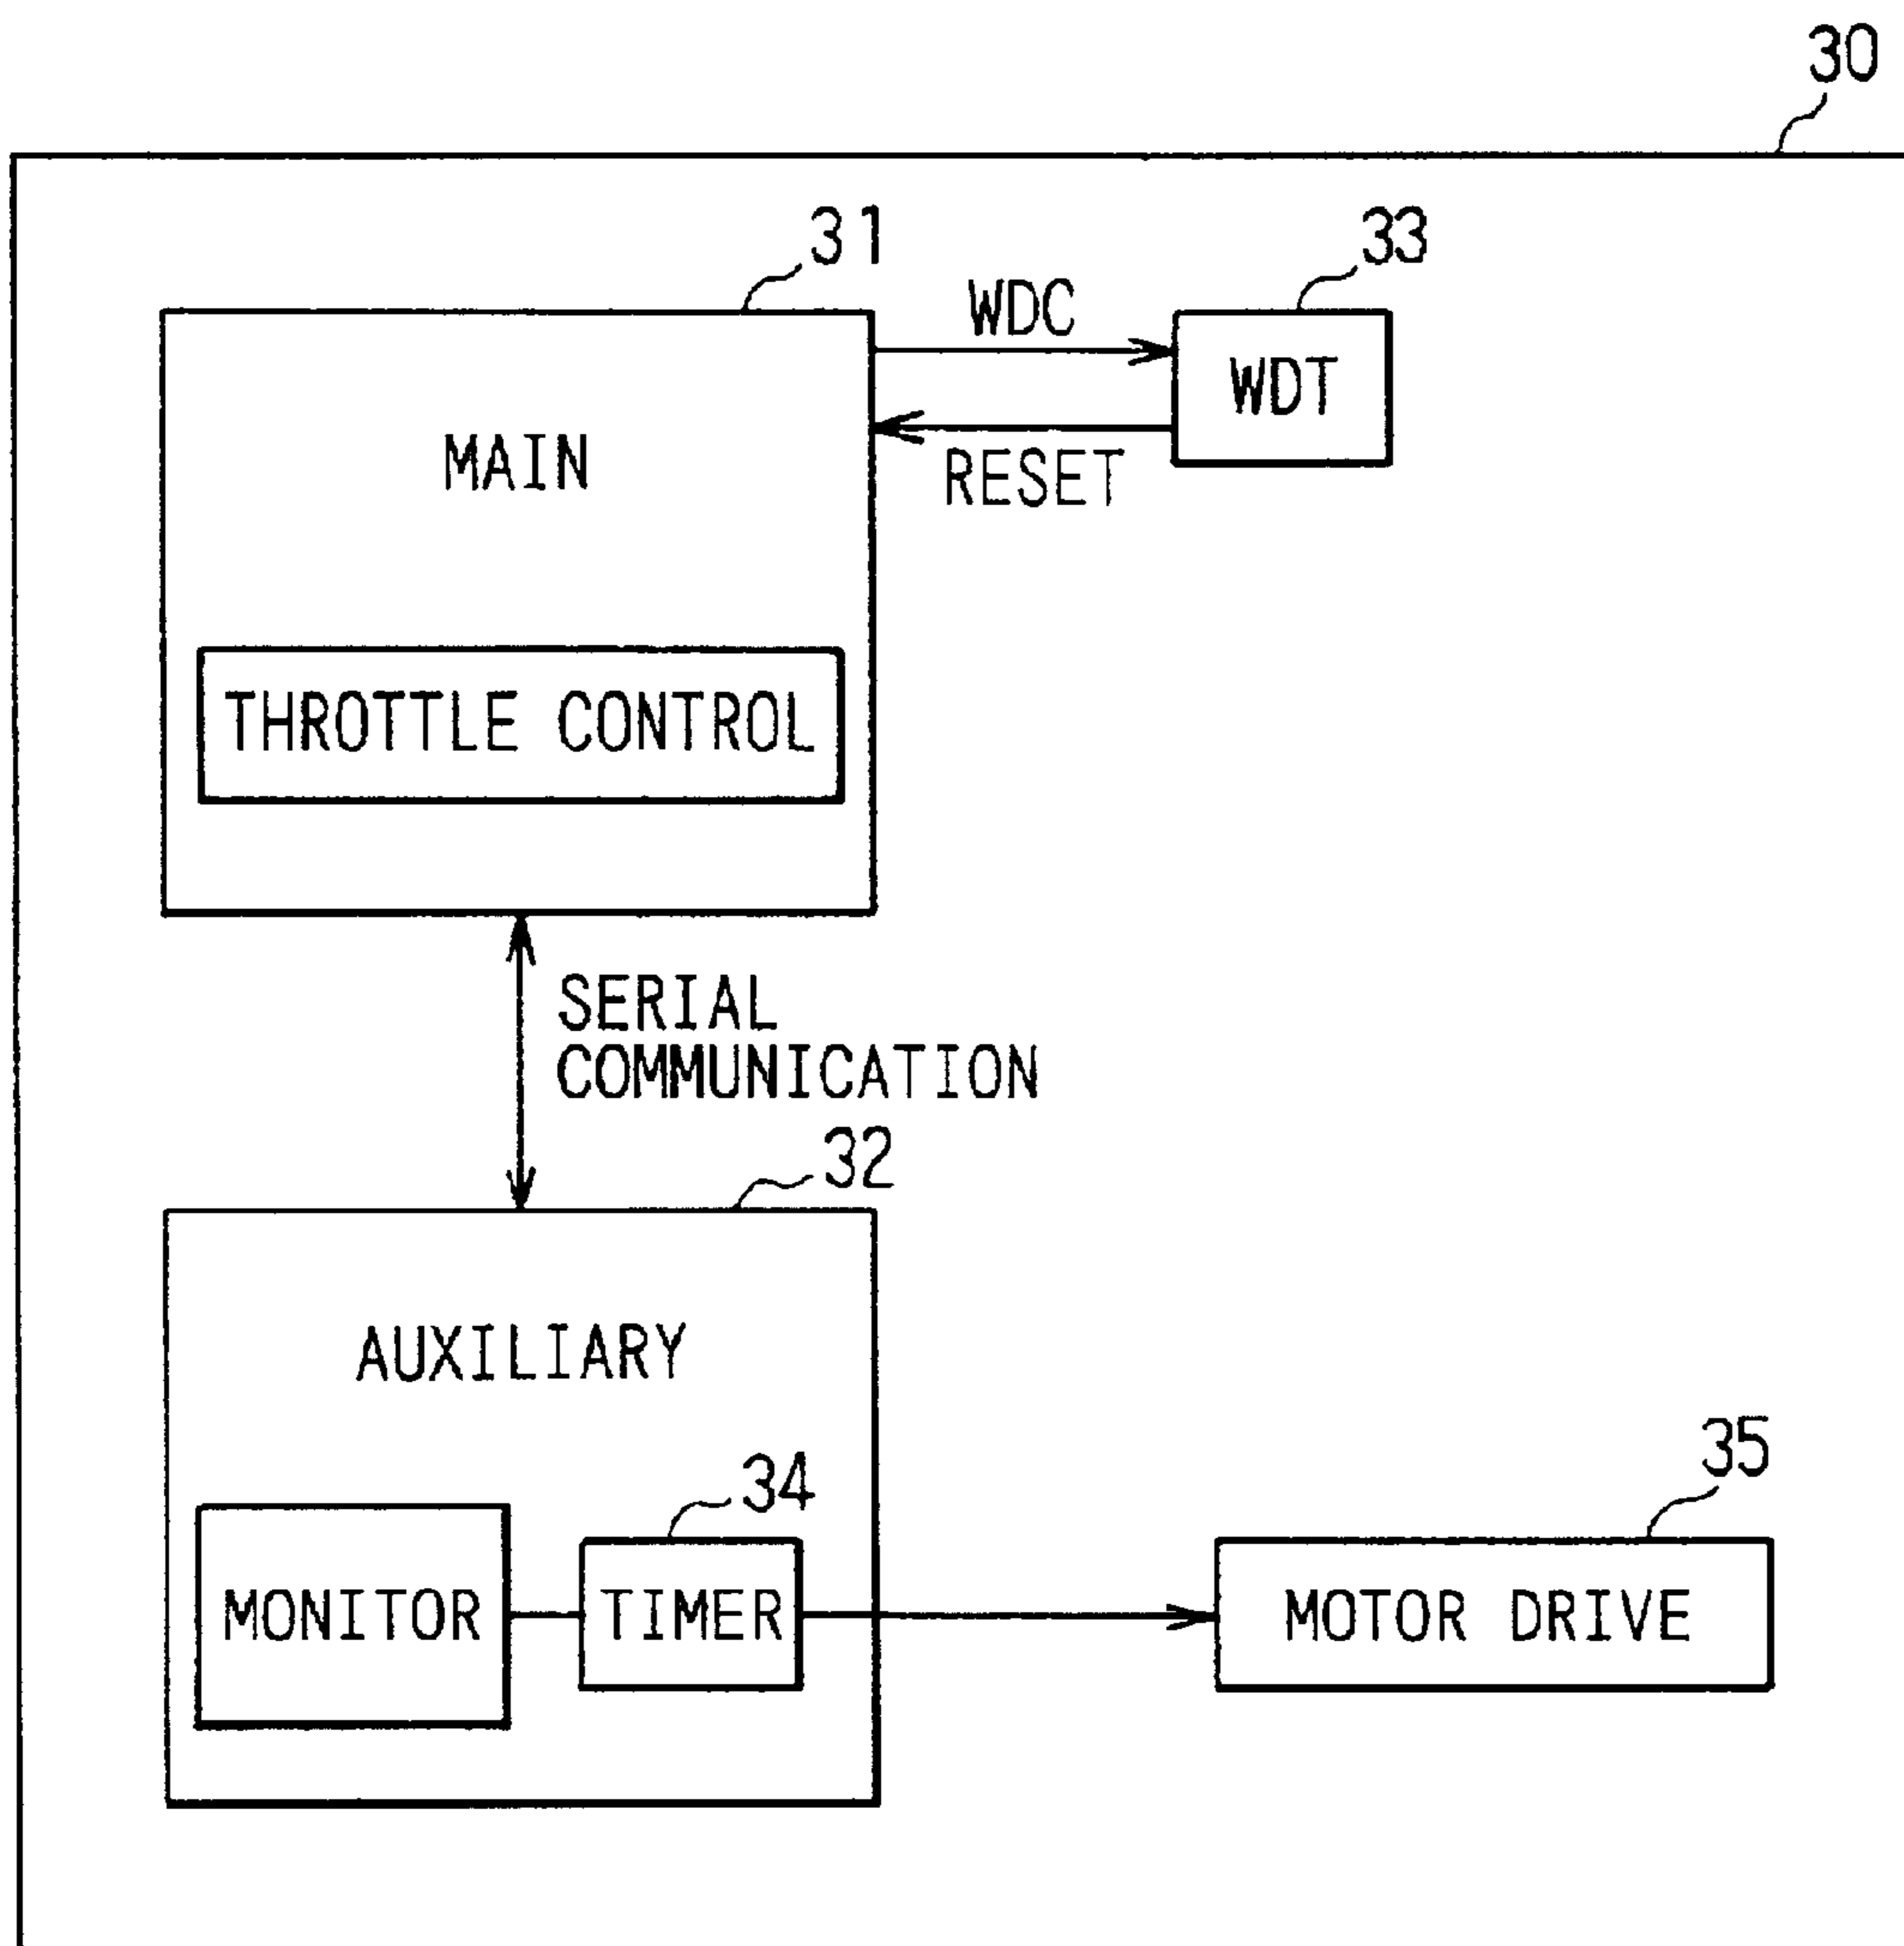 30
31
33
WDC
WDT
MAIN
RESET
THROTTLE CONTROL
SERIAL
COMMUNICATION
32
AUXILIARY
34
35
MONITOR
TIMER
MOTOR DRIVE